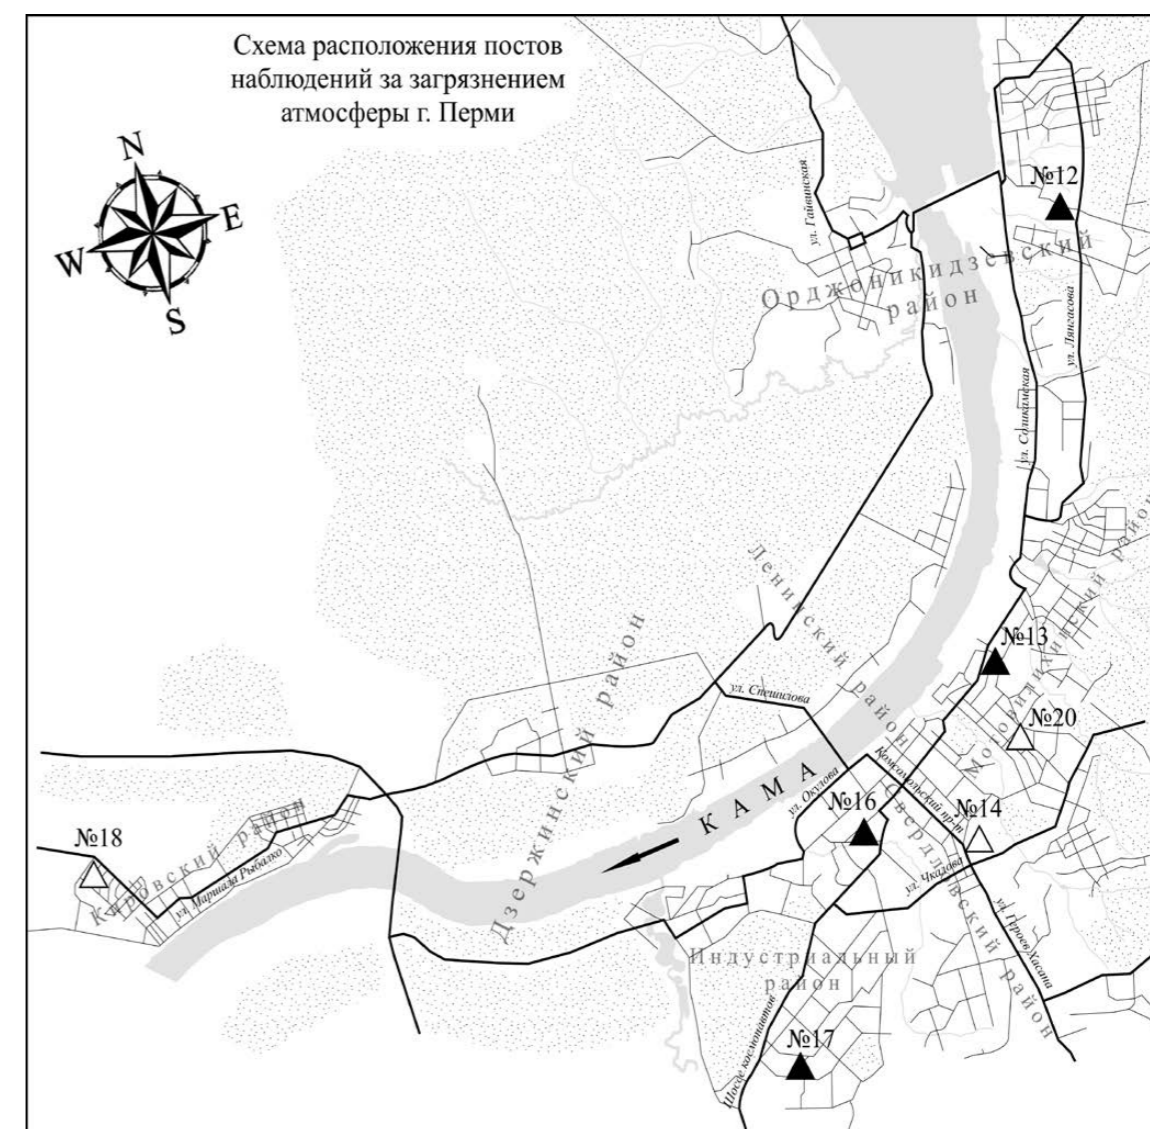 Схема расположения постов
наблюдений за загрязнением
атмосферы г. Перми
N
W
E
S
№12
ул. Гайвинская
Орджоникидзевский
район
ул. Лянгасова
ул. Соликамская
Ленинский район
Мотовилихинский район
№13
ул. Спешилова
№20
Дзержинский район
КАМА
ул. Окулова
Комсомольский пр-т
№16
№14
Свердловский район
ул. Чкалова
№18
Кировский район
ул. Маршала Рыбалко
ул. Героев Хасана
Индустриальный
район
№17
Шоссе космонавтов